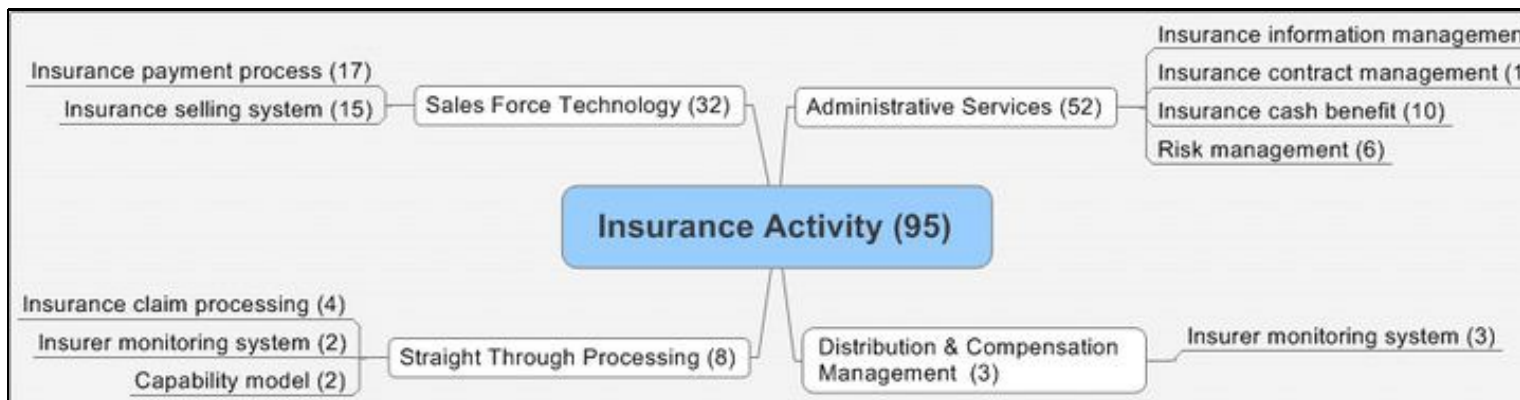 Insurance payment process (17)
Insurance selling system (15)
Sales Force Technology (32)
Administrative Services (52)
Insurance information
Insurance contract management
Insurance cash benefit (10)
Risk management (6)
Insurance Activity (95)
Insurance claim processing (4)
Insurer monitoring system (2)
Capability model (2)
Straight Through Processing (8)
Distribution & Compensation
Management (3)
Insurer monitoring system (3)